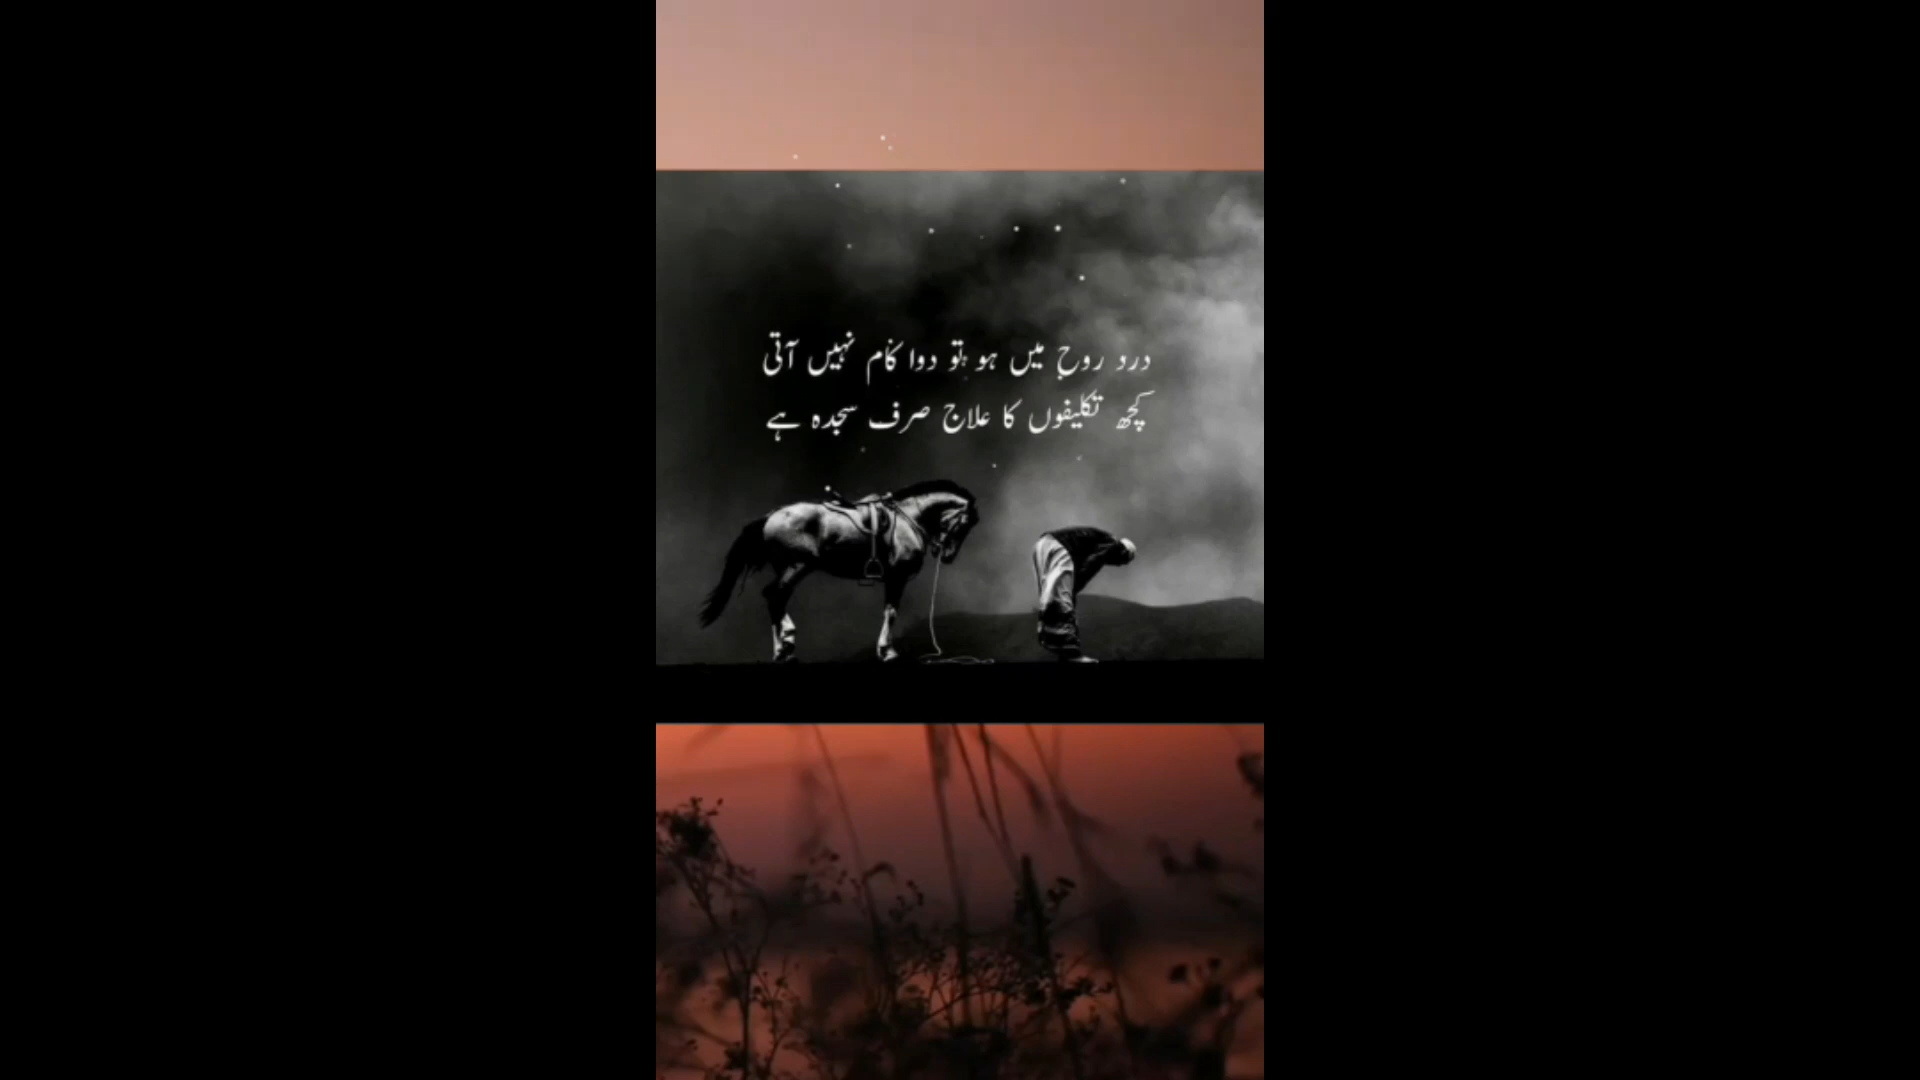 درد روح میں ہو تو دوا کام نہیں آتی
کچھ تکلیفوں کا علاج صرف سجدہ ہے